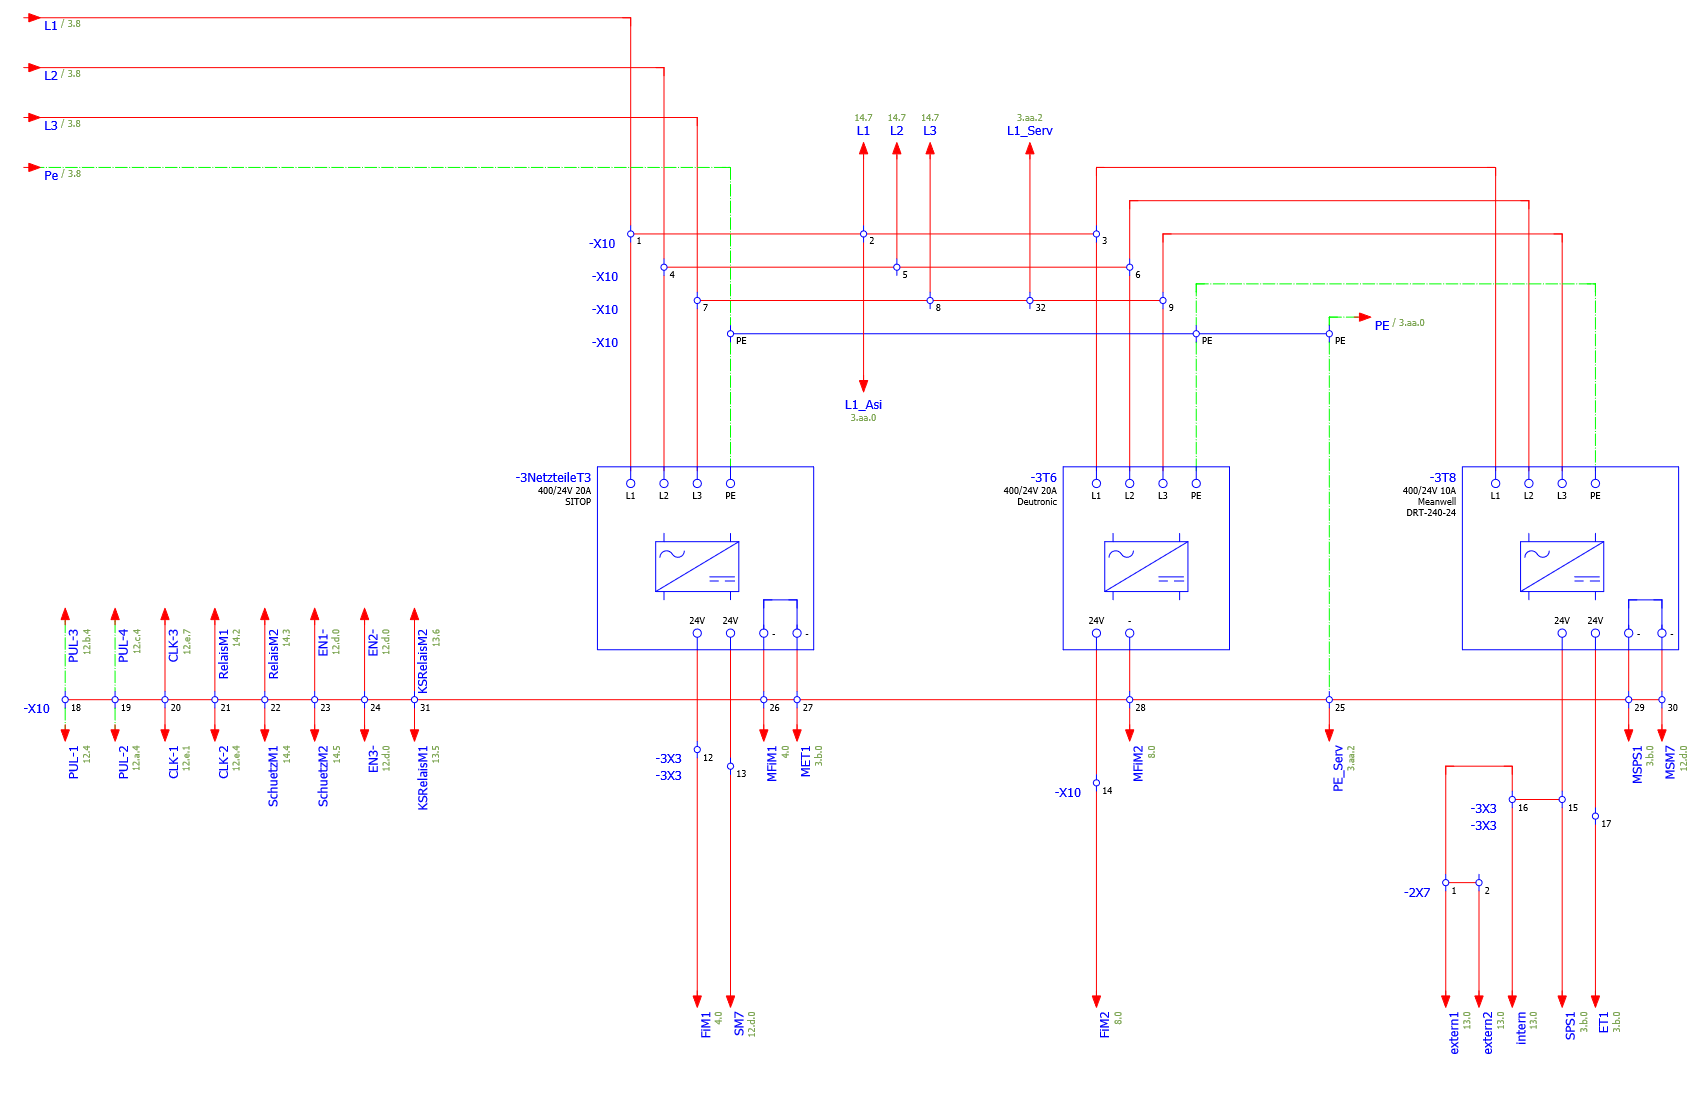 L1 / 3.8
L2 / 3.8
L3 / 3.8
Pe / 3.8
14.7 14.7 14.7 3.aa.2
L1 L2 L3 L1_Serv
-X10 1 2 3
-X10 4 5 6
-X10 7 8 32 9
-X10 PE PE PE
PE / 3.aa.0
L1_Asi
3.aa.0
-3NetzteileT3
400/24V 20A
SITOP
L1 L2 L3 PE
24V 24V - -
-3T6
400/24V 20A
Deutronic
L1 L2 L3 PE
24V -
-3T8
400/24V 10A
Meanwell
DRT-240-24
L1 L2 L3 PE
24V 24V - -
PUL-3 12.b.4
PUL-4 12.c.4
CLK-3 12.e.7
RelaisM1 14.2
RelaisM2 14.3
EN1- 12.d.0
EN2- 12.d.0
KSRelaisM2 13.6
-X10 18 19 20 21 22 23 24 31 26 27 28 25 29 30
PUL-1 12.4
PUL-2 12.a.4
CLK-1 12.e.1
CLK-2 12.e.4
SchuetzM1 14.4
SchuetzM2 14.5
EN3- 12.d.0
KSRelaisM1 13.5
MFiM1 4.0
MET1 3.b.0
MFiM2 8.0
PE_Serv 3.aa.2
MSPS1 3.b.0
MSM7 12.d.0
-3X3 12
-3X3 13
-X10 14
-3X3 16 15
-3X3 17
-2X7 1 2
FiM1 4.0
SM7 12.d.0
FiM2 8.0
extern1 13.0
extern2 13.0
intern 13.0
SPS1 3.b.0
ET1 3.b.0